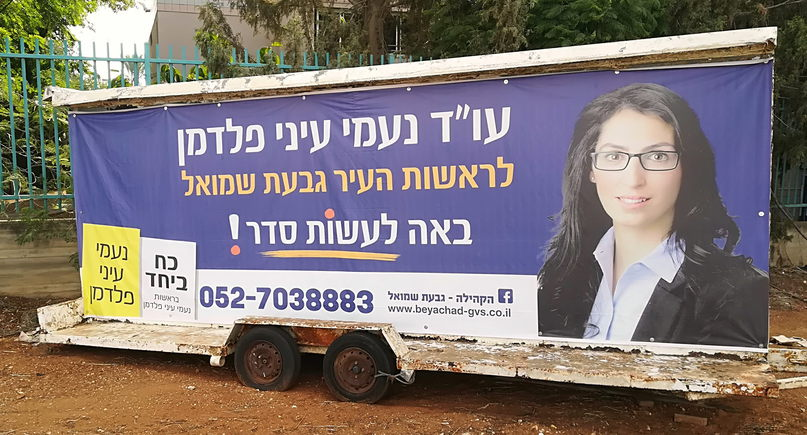 עו"ד נעמי עיני פלדמן
לראשות העיר גבעת שמואל
באה לעשות סדר!
נעמי
עיני
פלדמן
כח
ביחד
בראשות
נעמי עיני פלדמן
052-7038883
הקהילה - גבעת שמואל
www.beyachad-gvs.co.il